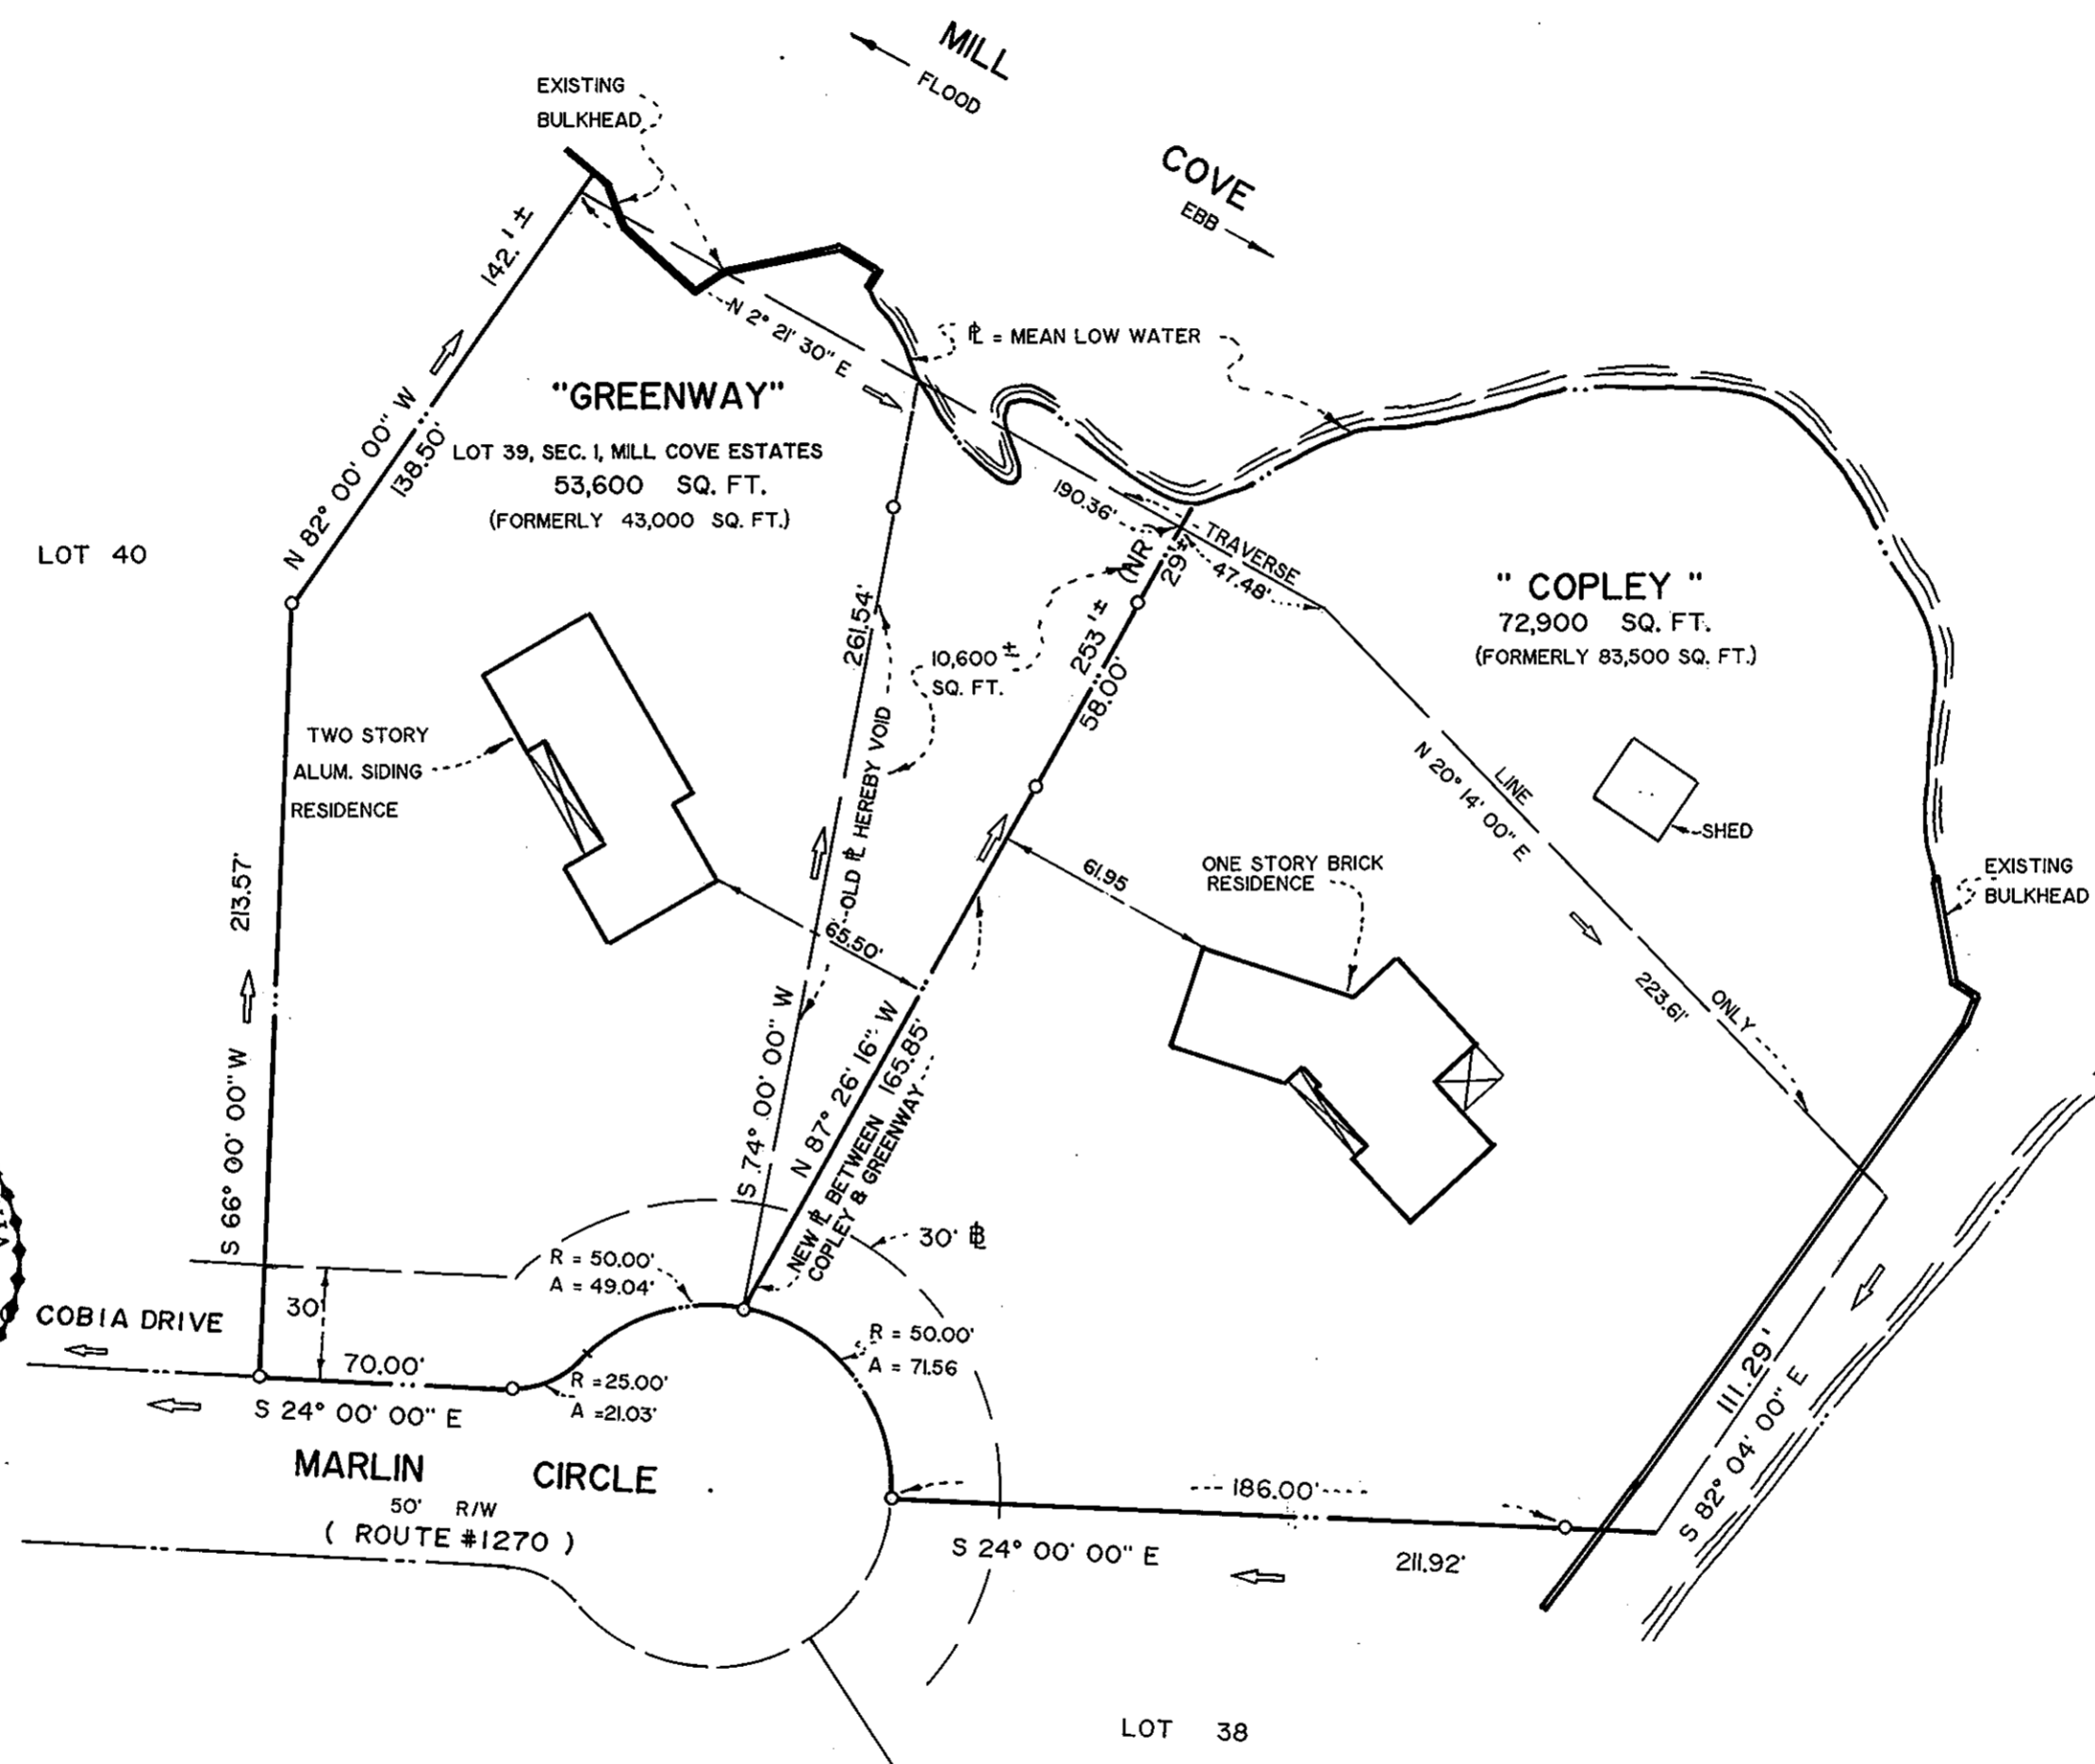 MILL
FLOOD
COVE
EBB
EXISTING
BULKHEAD
142.'±
N 2° 21' 30" E
℄ = MEAN LOW WATER
"GREENWAY"
LOT 39, SEC. 1, MILL COVE ESTATES
53,600 SQ. FT.
(FORMERLY 43,000 SQ. FT.)
N 82° 00' 00" W
138.50'
LOT 40
190.36'
TRAVERSE
(NR)
29'±
47.48'
" COPLEY "
72,900 SQ. FT.
(FORMERLY 83,500 SQ. FT.)
261.54'
10,600 ±
SQ. FT.
253'±
58.00'
TWO STORY
ALUM. SIDING
RESIDENCE
OLD ℄ HEREBY VOID
LINE
N 20° 14' 00" E
SHED
61.95
ONE STORY BRICK
RESIDENCE
EXISTING
BULKHEAD
213.57'
65.50'
223.61'
ONLY
S 66° 00' 00" W
S 74° 00' 00" W
N 87° 26' 16" W
165.85'
NEW ℄ BETWEEN
COPLEY & GREENWAY
30' ℄
R = 50.00'
A = 49.04'
COBIA DRIVE
30'
70.00'
R = 50.00'
A = 71.56
R = 25.00'
A = 21.03'
S 24° 00' 00" E
111.29'
S 82° 04' 00" E
MARLIN CIRCLE
50' R/W
( ROUTE #1270 )
186.00'
S 24° 00' 00" E
211.92'
LOT 38